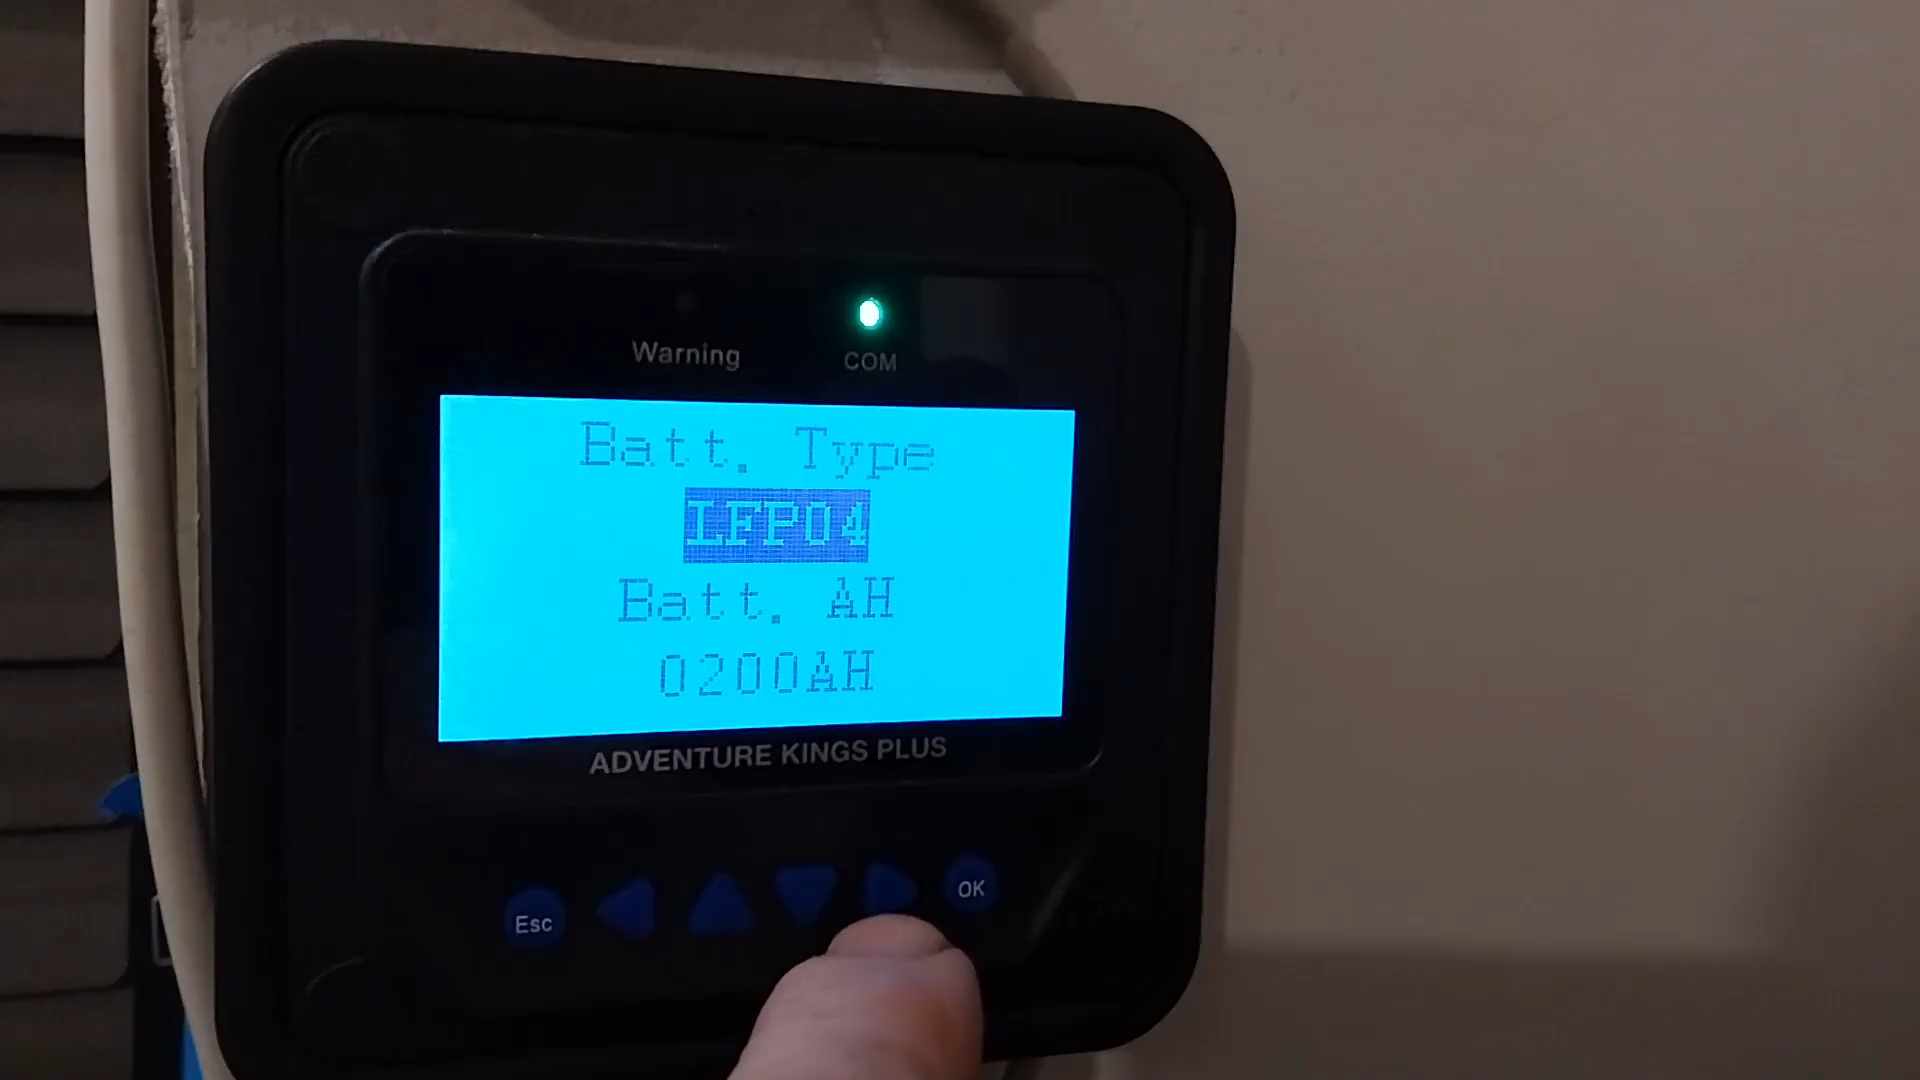 Warning COM
Batt. Type
LFP04
Batt. AH
0200AH
ADVENTURE KINGS PLUS
Esc OK